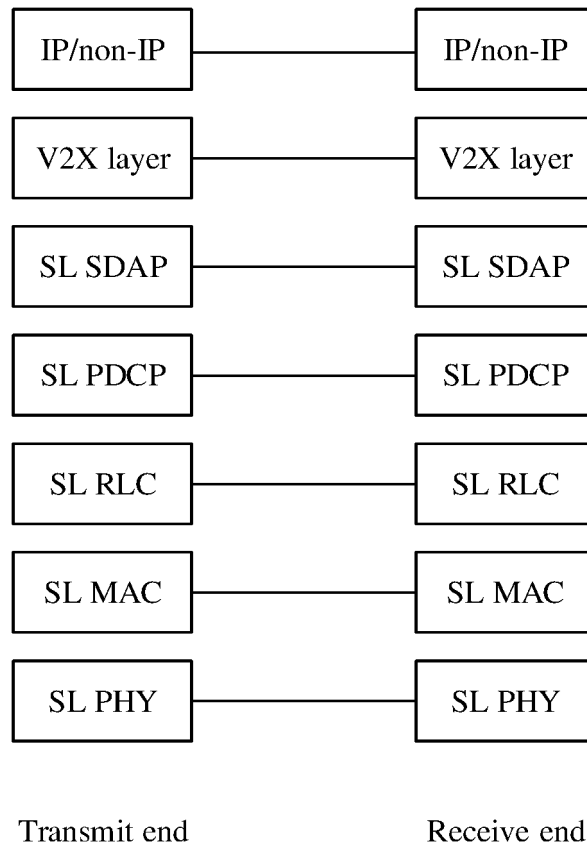 IP/non-IP IP/non-IP
V2X layer V2X layer
SL SDAP SL SDAP
SL PDCP SL PDCP
SL RLC SL RLC
SL MAC SL MAC
SL PHY SL PHY
Transmit end Receive end